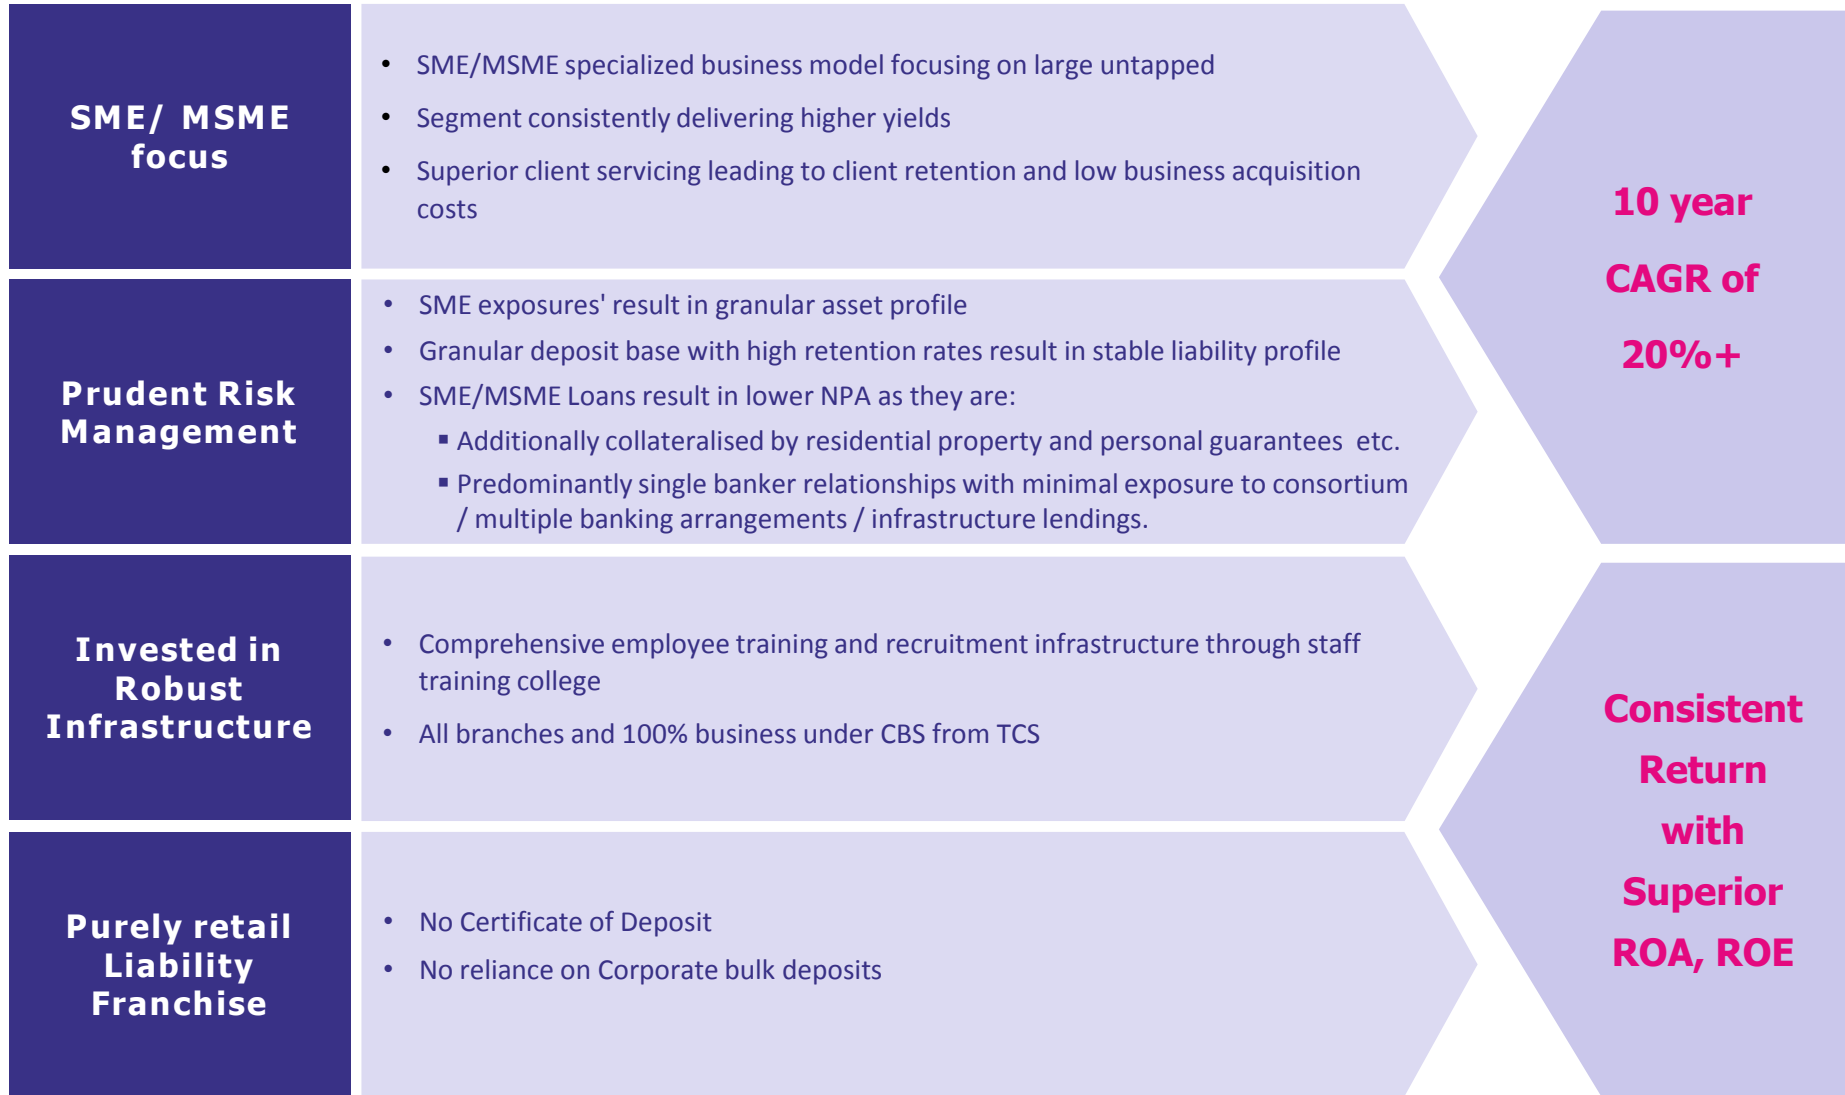 SME/ MSME
focus
• SME/MSME specialized business model focusing on large untapped
• Segment consistently delivering higher yields
• Superior client servicing leading to client retention and low business acquisition
costs
Prudent Risk
Management
• SME exposures' result in granular asset profile
• Granular deposit base with high retention rates result in stable liability profile
• SME/MSME Loans result in lower NPA as they are:
▪ Additionally collateralised by residential property and personal guarantees etc.
▪ Predominantly single banker relationships with minimal exposure to consortium
/ multiple banking arrangements / infrastructure lendings.
10 year
CAGR of
20%+
Invested in
Robust
Infrastructure
• Comprehensive employee training and recruitment infrastructure through staff
training college
• All branches and 100% business under CBS from TCS
Purely retail
Liability
Franchise
• No Certificate of Deposit
• No reliance on Corporate bulk deposits
Consistent
Return
with
Superior
ROA, ROE